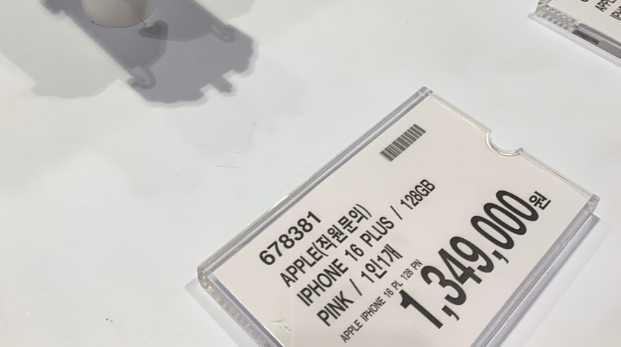 678381
APPLE(직원문의)
IPHONE 16 PLUS / 128GB
PINK / 1인1개
APPLE IPHONE 16 PL 128 PN
1,349,000원